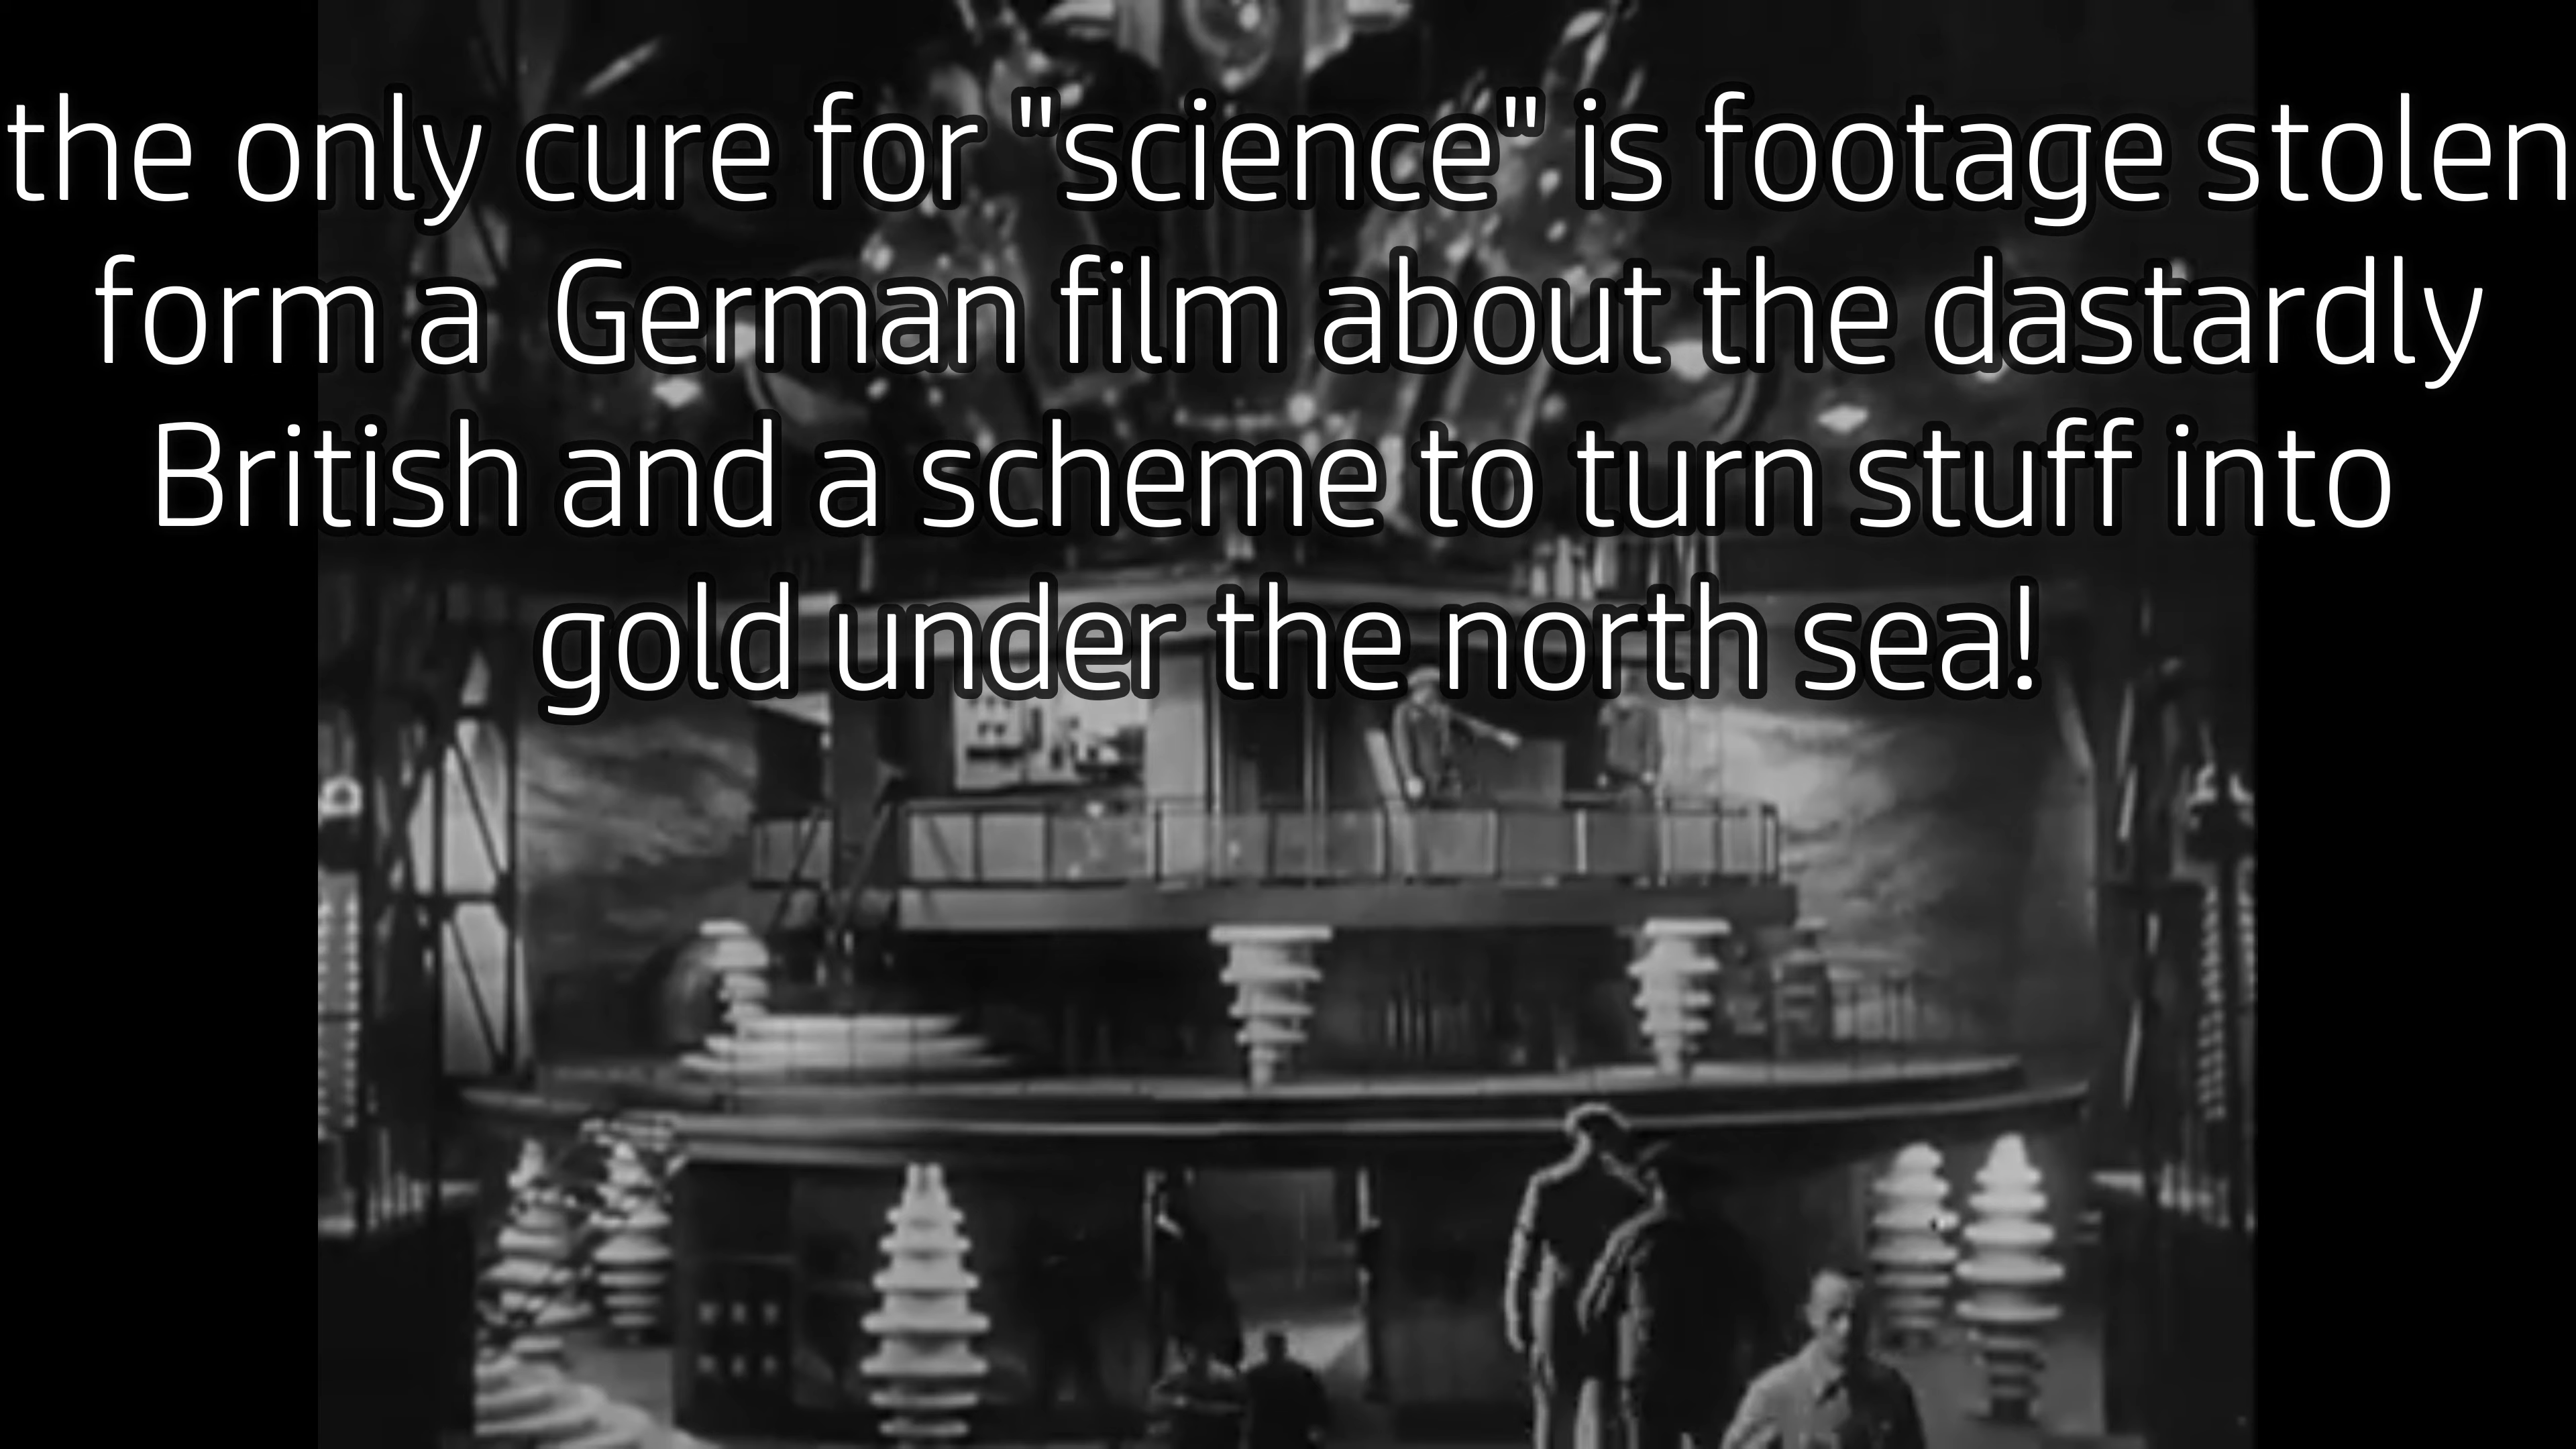 the only cure for "science" is footage stolen
form a  German film about the dastardly
British and a scheme to turn stuff into
gold under the north sea!